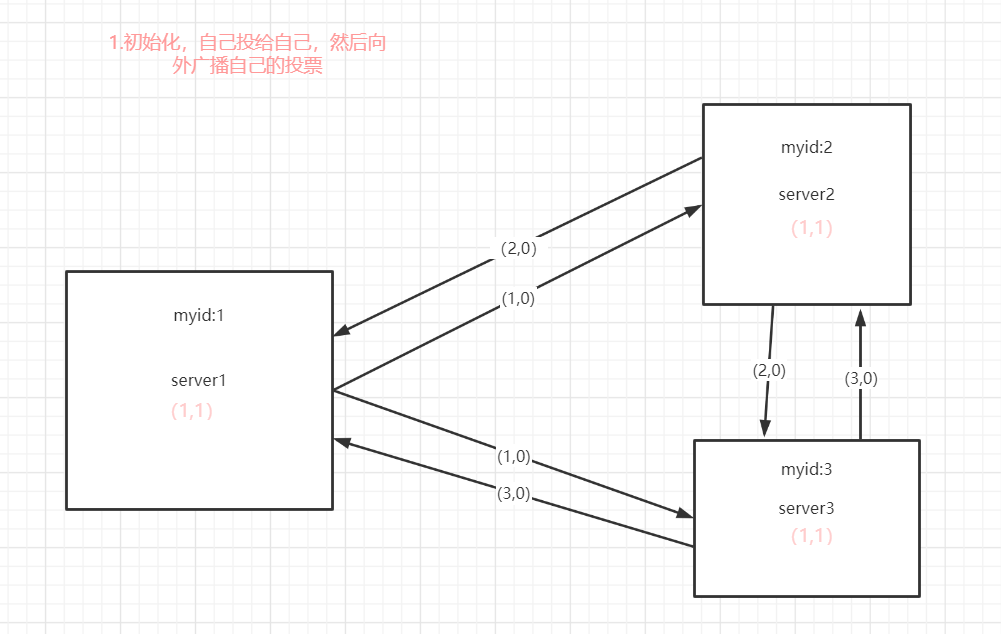 1.初始化，自己投给自己，然后向
外广播自己的投票
myid:2
server2
(1,1)
(2,0)
(1,0)
myid:1
server1
(1,1)
(2,0)
(3,0)
(1,0)
(3,0)
myid:3
server3
(1,1)